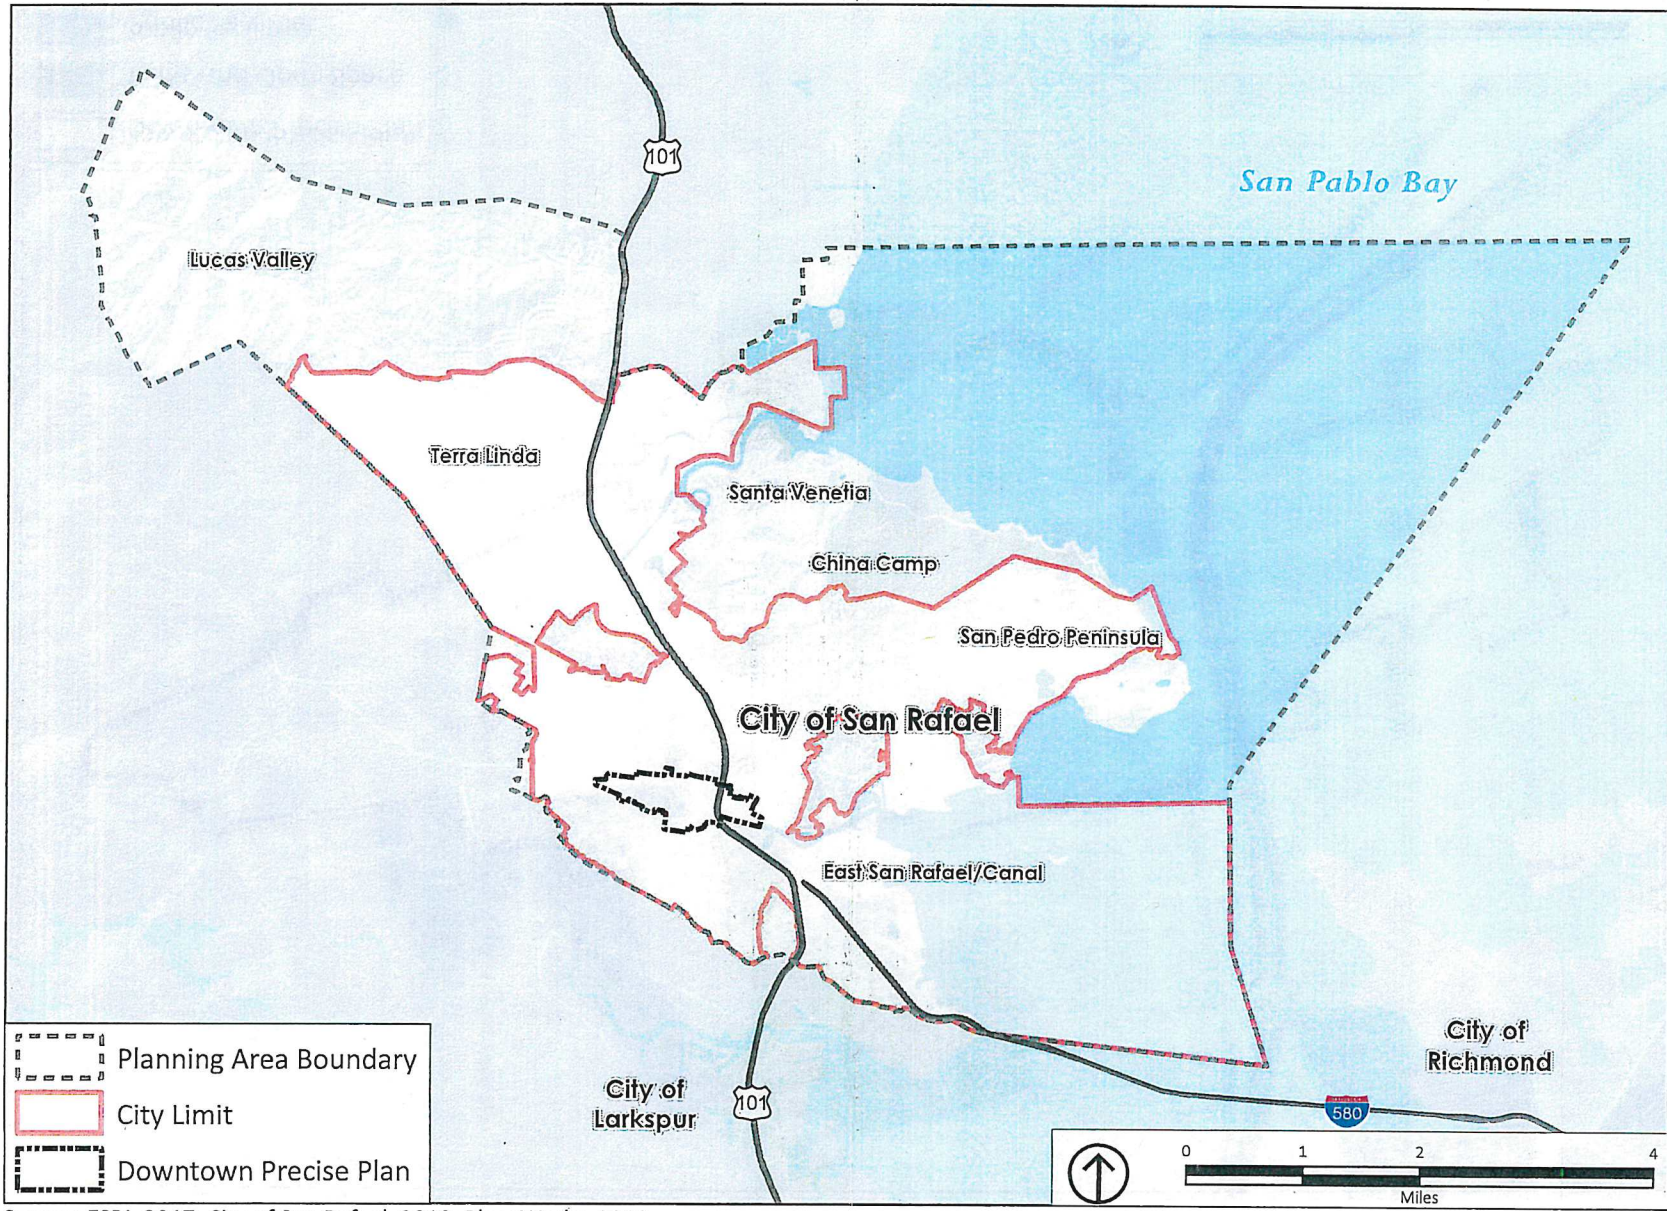 101
San Pablo Bay
Lucas Valley
Terra Linda
Santa Venetia
China Camp
San Pedro Peninsula
City of San Rafael
East San Rafael/Canal
City of
Richmond
City of
Larkspur
101
580
Planning Area Boundary
City Limit
Downtown Precise Plan
0 1 2 4
Miles